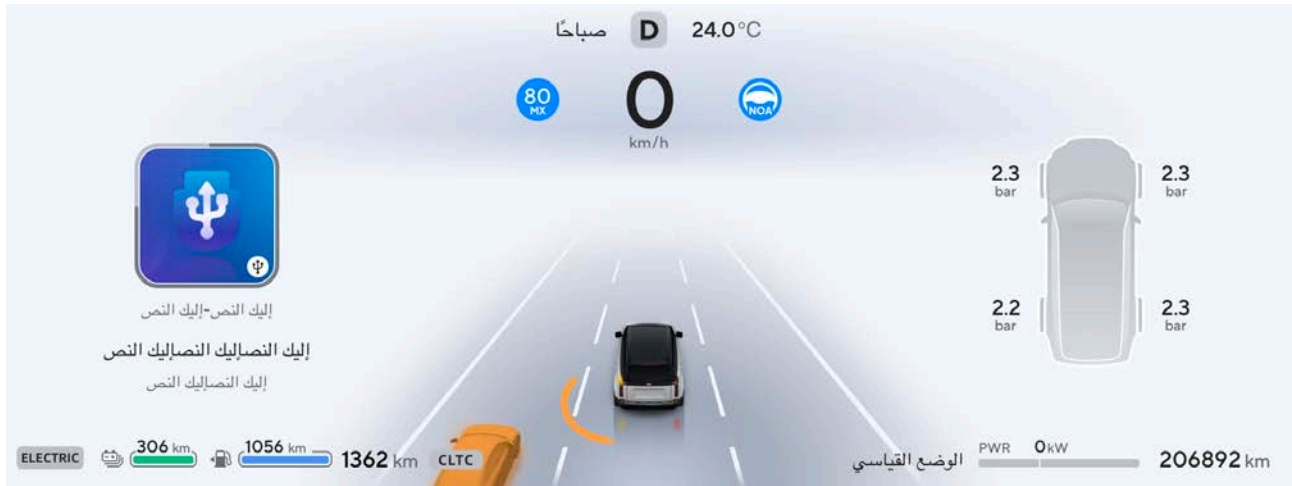 صباحًا D 24.0°C
80 MX
0
km/h
NOA
2.3 bar
2.3 bar
2.2 bar
2.3 bar
إليك النص-إليك النص
إليك النصإليك النصإليك النص
إليك النصإليك النص
ELECTRIC 306 km 1056 km 1362 km CLTC
الوضع القياسي PWR 0 kW 206892 km